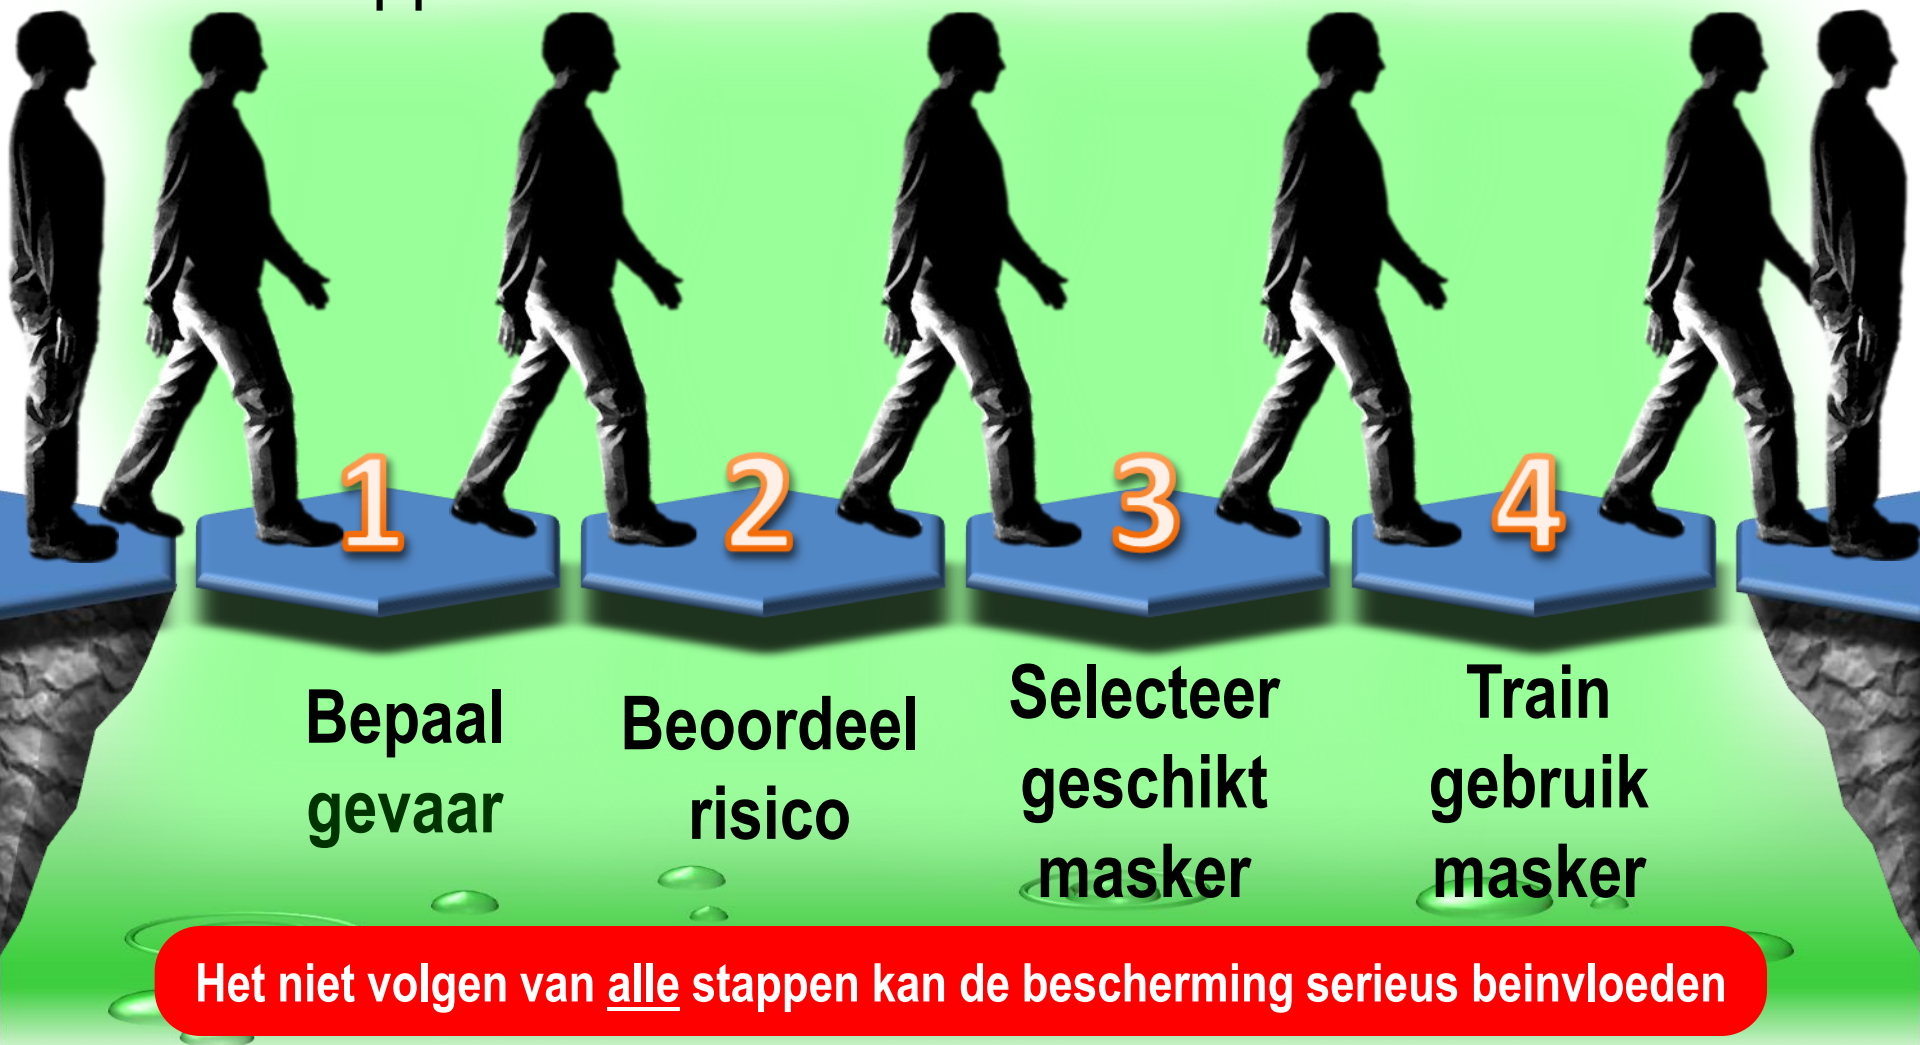 1
2
3
4
Bepaal
gevaar
Beoordeel
risico
Selecteer
geschikt
masker
Train
gebruik
masker
Het niet volgen van alle stappen kan de bescherming serieus beinvloeden